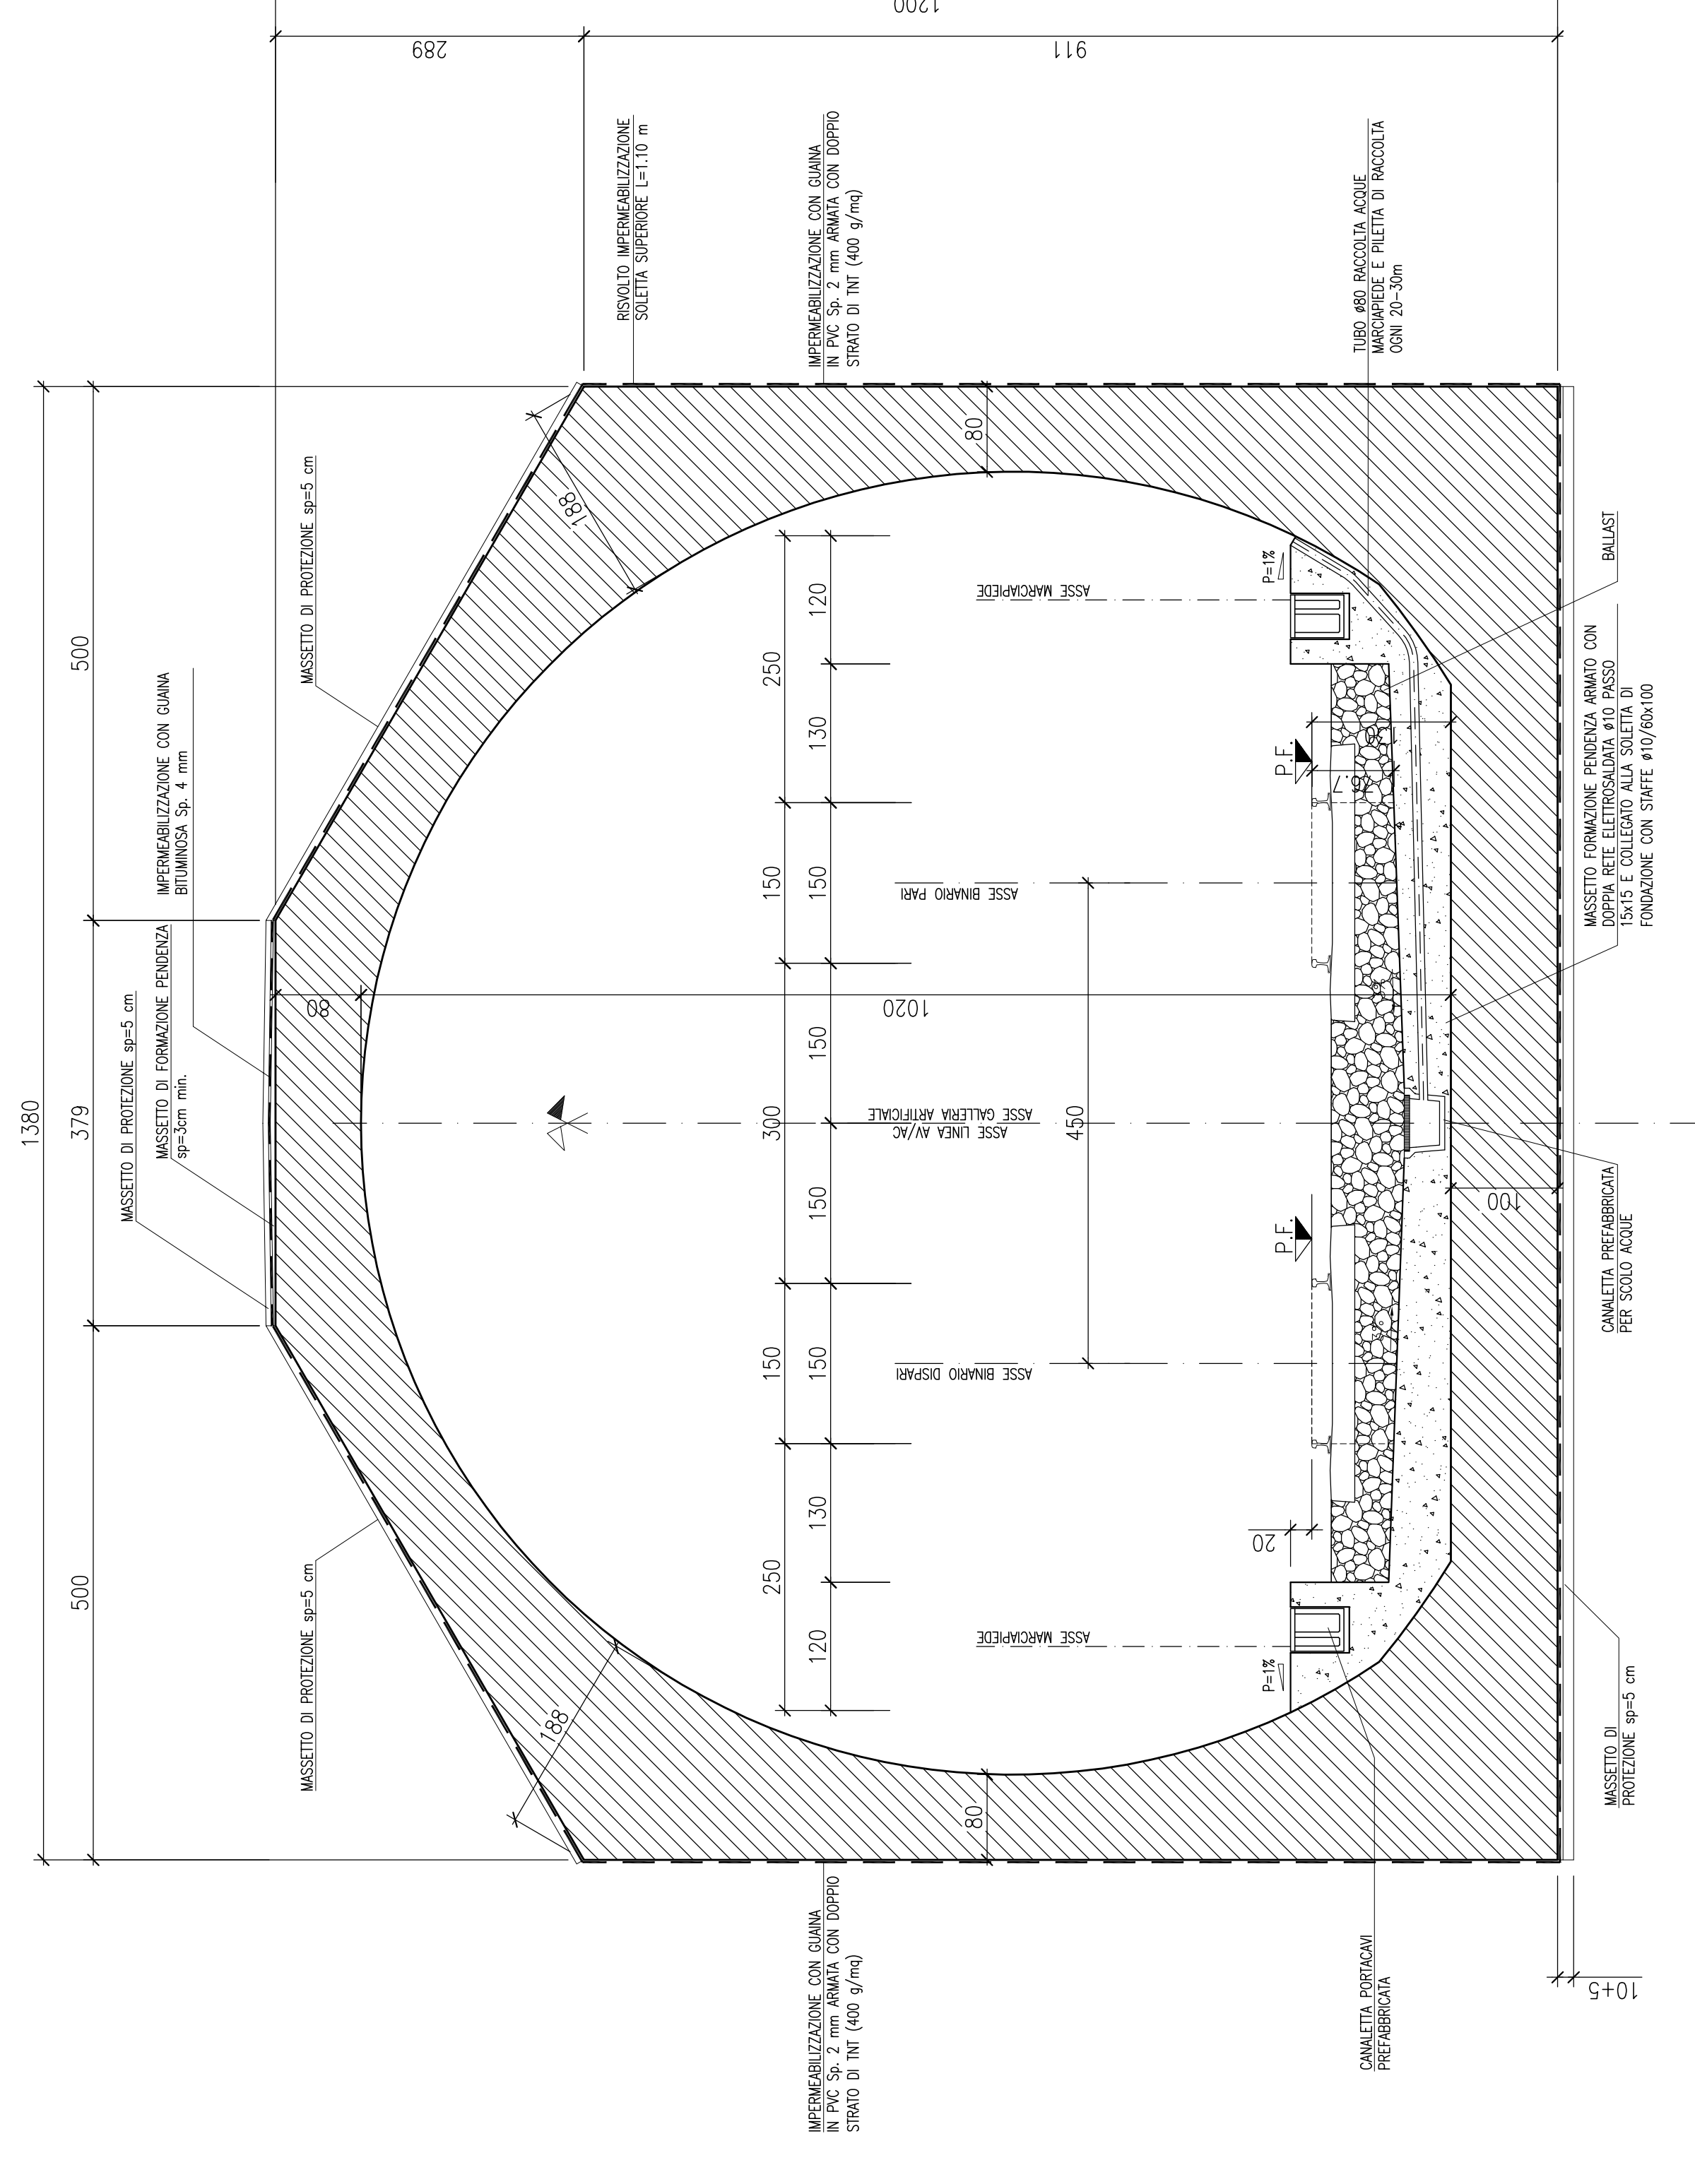 1380
500
379
500
1200
289
911
MASSETTO DI PROTEZIONE sp=5 cm
MASSETTO DI FORMAZIONE PENDENZA
sp=3cm min.
IMPERMEABILIZZAZIONE CON GUAINA
BITUMINOSA Sp. 4 mm
MASSETTO DI PROTEZIONE sp=5 cm
MASSETTO DI PROTEZIONE sp=5 cm
RISVOLTO IMPERMEABILIZZAZIONE
SOLETTA SUPERIORE L=1.10 m
IMPERMEABILIZZAZIONE CON GUAINA
IN PVC Sp. 2 mm ARMATA CON DOPPIO
STRATO DI TNT (400 g/mq)
IMPERMEABILIZZAZIONE CON GUAINA
IN PVC Sp. 2 mm ARMATA CON DOPPIO
STRATO DI TNT (400 g/mq)
188
188
80
80
80
1020
250
150
300
150
250
120
130
150
150
150
150
130
120
ASSE LINEA AV/AC
ASSE GALLERIA ARTIFICIALE
ASSE BINARIO DISPARI
ASSE BINARIO PARI
450
ASSE MARCIAPIEDE
ASSE MARCIAPIEDE
P=1%
P=1%
20
P.F.
P.F.
76.7
100
10+5
TUBO ø80 RACCOLTA ACQUE
MARCIAPIEDE E PILETTA DI RACCOLTA
OGNI 20-30m
CANALETTA PORTACAVI
PREFABBRICATA
MASSETTO DI
PROTEZIONE sp=5 cm
CANALETTA PREFABBRICATA
PER SCOLO ACQUE
MASSETTO FORMAZIONE PENDENZA ARMATO CON
DOPPIA RETE ELETTROSALDATA ø10 PASSO
15x15 E COLLEGATO ALLA SOLETTA DI
FONDAZIONE CON STAFFE ø10/60x100
BALLAST